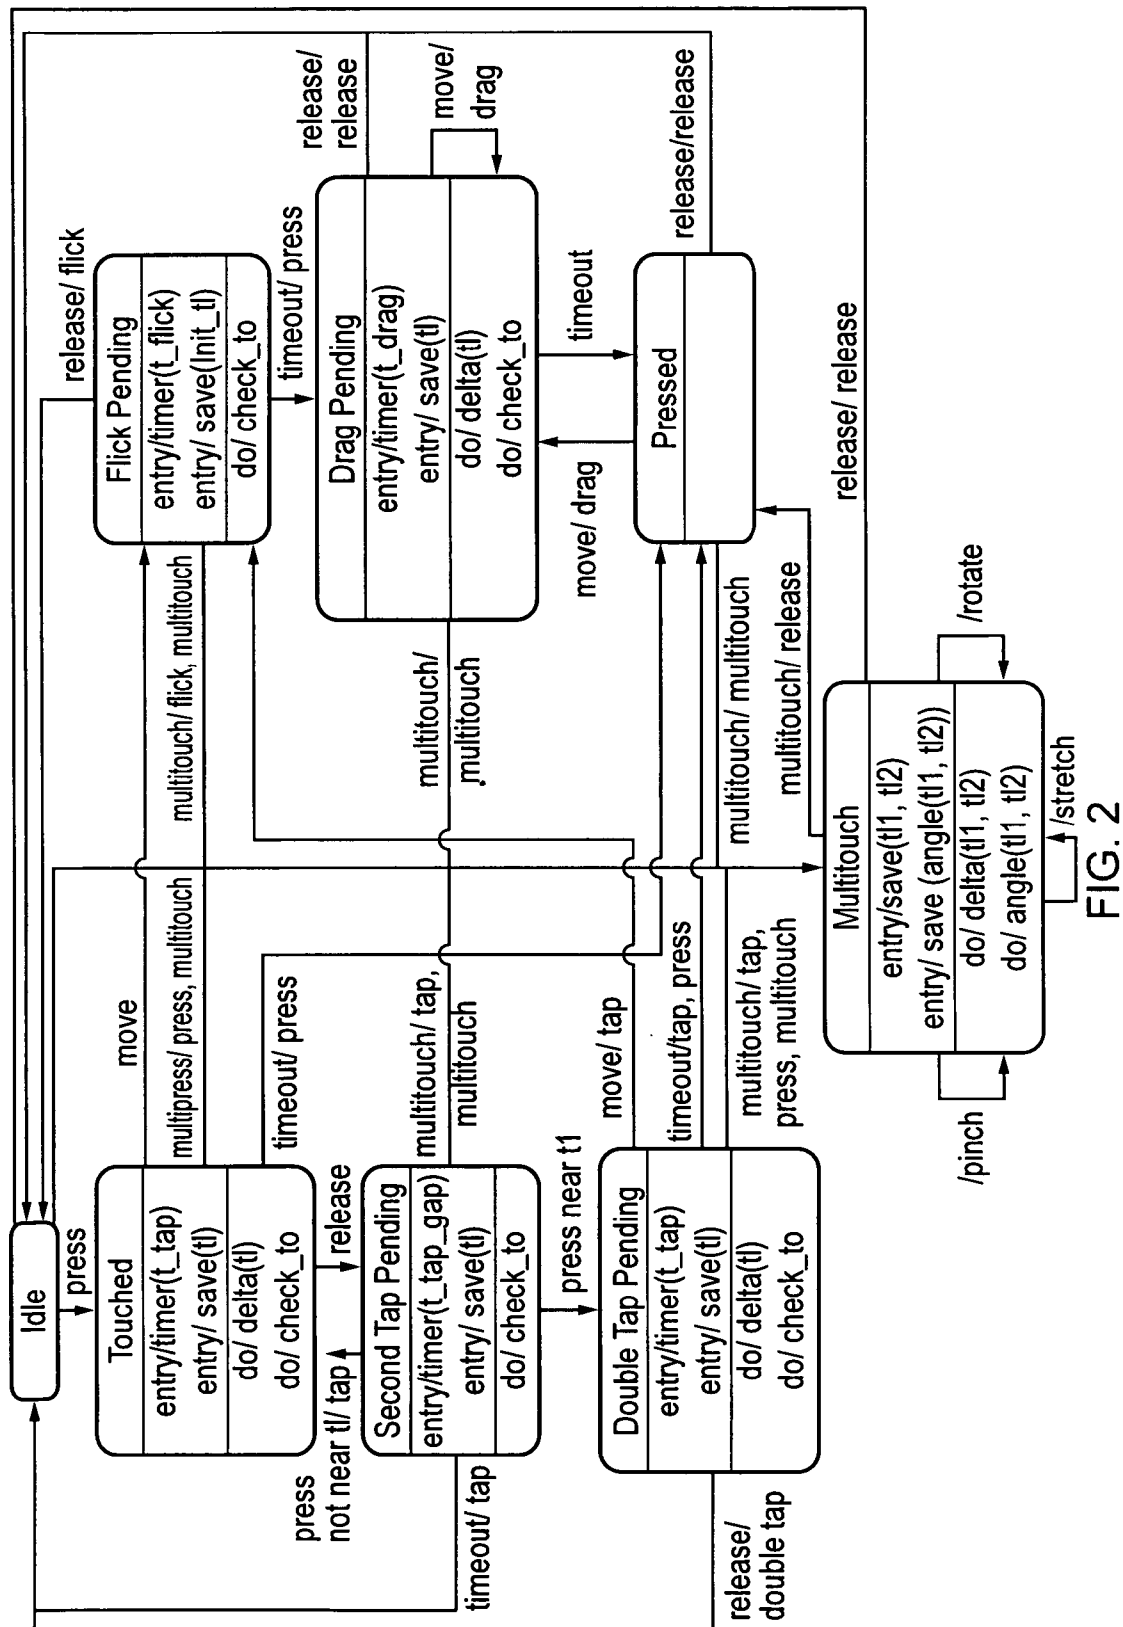 Idle
press
Touched
entry/timer(t_tap)
entry/ save(tl)
do/ delta(tl)
do/ check_to
move
multipress/ press, multitouch
timeout/ press
release
press
not near tl/ tap
Second Tap Pending
entry/timer(t_tap_gap)
entry/ save(tl)
do/ check_to
timeout/ tap
multitouch/ tap,
multitouch
press near t1
Double Tap Pending
entry/timer(t_tap)
entry/ save(tl)
do/ delta(tl)
do/ check_to
release/
double tap
move/ tap
timeout/tap, press
multitouch/ tap,
press, multitouch
release/ flick
Flick Pending
entry/timer(t_flick)
entry/ save(Init_tl)
do/ check_to
multitouch/ flick, multitouch
timeout/ press
Drag Pending
entry/timer(t_drag)
entry/ save(tl)
do/ delta(tl)
do/ check_to
release/
release
move/
drag
multitouch/
multitouch
timeout
move/ drag
Pressed
release/release
multitouch/ multitouch
multitouch/ release
release/ release
Multitouch
entry/save(tl1, tl2)
entry/ save (angle(tl1, tl2))
do/ delta(tl1, tl2)
do/ angle(tl1, tl2)
/pinch
/stretch
/rotate
FIG. 2